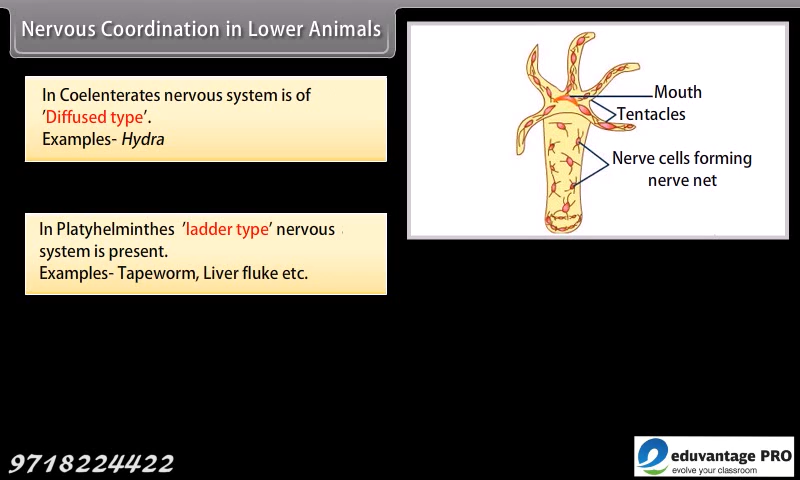 Nervous Coordination in Lower Animals
In Coelenterates nervous system is of
'Diffused type'.
Examples- Hydra
In Platyhelminthes 'ladder type' nervous
system is present.
Examples- Tapeworm, Liver fluke etc.
Mouth
Tentacles
Nerve cells forming
nerve net
9718224422
eduvantage PRO
evolve your classroom